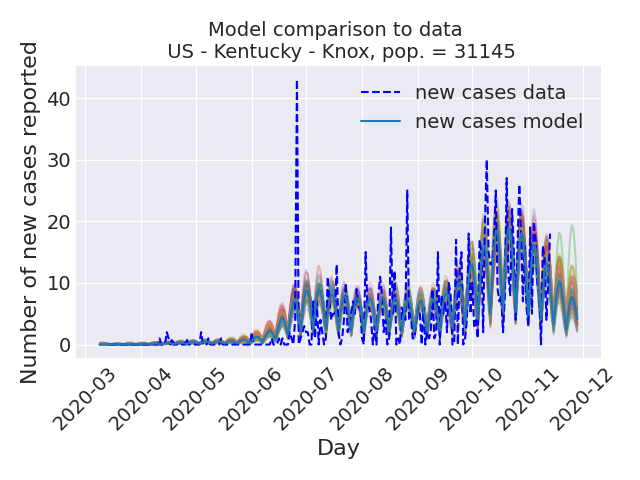 Model comparison to data
US - Kentucky - Knox, pop. = 31145
Number of new cases reported
40
30
20
10
0
new cases data
new cases model
2020-03
2020-04
2020-05
2020-06
2020-07
2020-08
2020-09
2020-10
2020-11
2020-12
Day